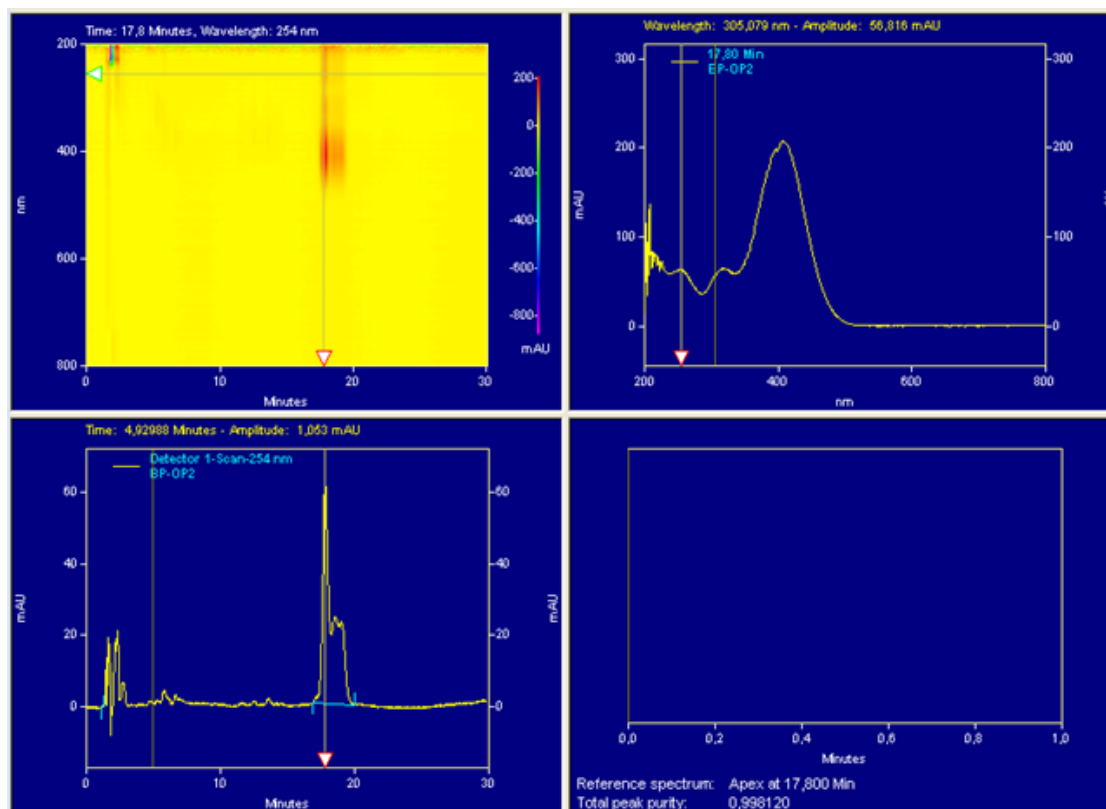 Time: 17,8 Minutes, Wavelength: 254 nm
200
400
600
800
nm
0
10
20
30
Minutes
200
0
-200
-400
-600
-800
mAU
Wavelength: 305,079 nm - Amplitude: 56,816 mAU
17,80 Min
BP-OP2
300
200
100
0
mAU
300
200
100
0
200
400
600
800
nm
Time: 4,92988 Minutes - Amplitude: 1,053 mAU
Detector 1-Scan-254 nm
BP-OP2
60
40
20
0
mAU
60
40
20
0
mAU
0
10
20
30
Minutes
0,0
0,2
0,4
0,6
0,8
1,0
Minutes
Reference spectrum: Apex at 17,800 Min
Total peak purity: 0,998120